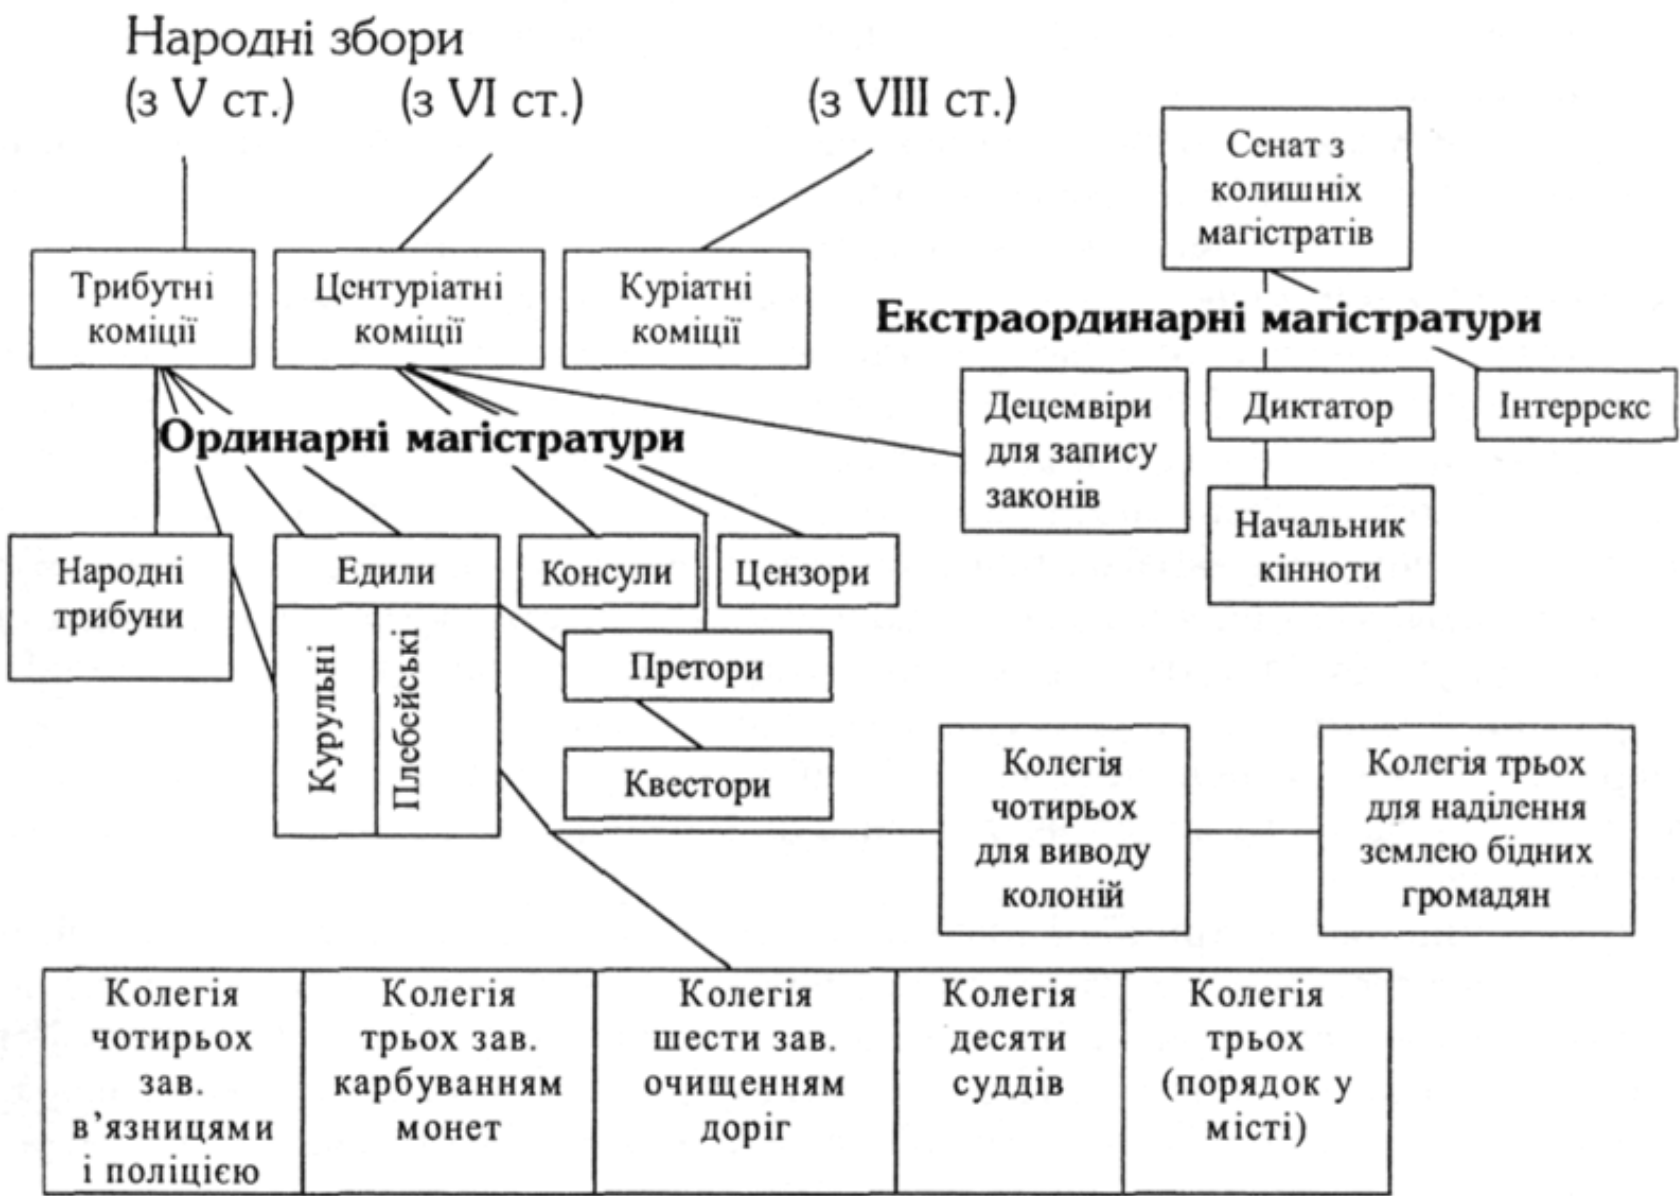 Народні збори
(з V ст.) (з VI ст.) (з VIII ст.)
Сенат з
колишніх
магістратів
Трибутні
коміції
Центуріатні
коміції
Куріатні
коміції
Екстраординарні магістратури
Децемвіри
для запису
законів
Диктатор
Інтеррекс
Ординарні магістратури
Начальник
кінноти
Народні
трибуни
Едили
Консули
Цензори
Курульні
Плебейські
Претори
Квестори
Колегія
чотирьох
для виводу
колоній
Колегія трьох
для наділення
землею бідних
громадян
Колегія
чотирьох
зав.
в’язницями
і поліцією
Колегія
трьох зав.
карбуванням
монет
Колегія
шести зав.
очищенням
доріг
Колегія
десяти
суддів
Колегія
трьох
(порядок у
місті)